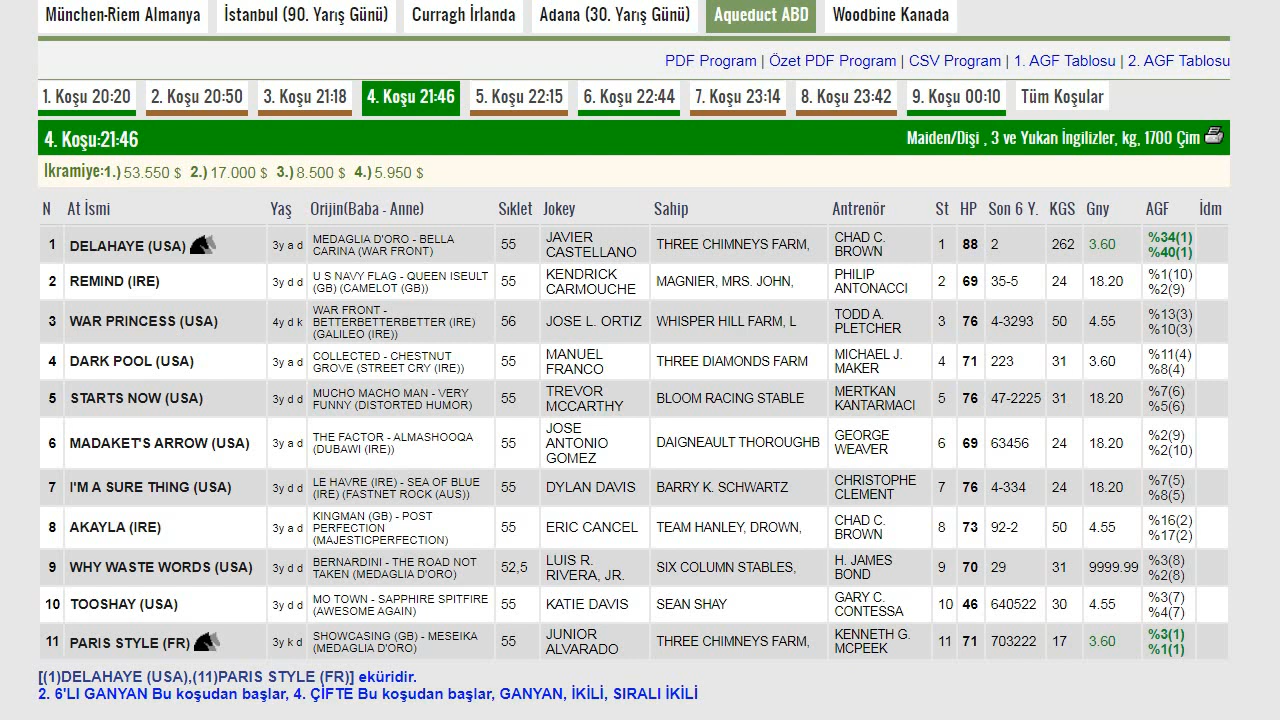 München-Riem Almanya İstanbul (90. Yarış Günü) Curragh İrlanda Adana (30. Yarış Günü) Aqueduct ABD Woodbine Kanada
PDF Program | Özet PDF Program | CSV Program | 1. AGF Tablosu | 2. AGF Tablosu
1. Koşu 20:20 2. Koşu 20:50 3. Koşu 21:18 4. Koşu 21:46 5. Koşu 22:15 6. Koşu 22:44 7. Koşu 23:14 8. Koşu 23:42 9. Koşu 00:10 Tüm Koşular
4. Koşu:21:46 Maiden/Dişi , 3 ve Yukarı İngilizler, kg, 1700 Çim
İkramiye:1.) 53.550 $ 2.) 17.000 $ 3.) 8.500 $ 4.) 5.950 $
N At İsmi Yaş Orijin(Baba - Anne) Sıklet Jokey Sahip Antrenör St HP Son 6 Y. KGS Gny AGF İdm
1 DELAHAYE (USA) 3y a d MEDAGLIA D'ORO - BELLA CARINA (WAR FRONT) 55 JAVIER CASTELLANO THREE CHIMNEYS FARM, CHAD C. BROWN 1 88 2 262 3.60 %34(1) %40(1)
2 REMIND (IRE) 3y d d U S NAVY FLAG - QUEEN ISEULT (GB) (CAMELOT (GB)) 55 KENDRICK CARMOUCHE MAGNIER, MRS. JOHN, PHILIP ANTONACCI 2 69 35-5 24 18.20 %1(10) %2(9)
3 WAR PRINCESS (USA) 4y d k WAR FRONT - BETTERBETTERBETTER (IRE) (GALILEO (IRE)) 56 JOSE L. ORTIZ WHISPER HILL FARM, L TODD A. PLETCHER 3 76 4-3293 50 4.55 %13(3) %10(3)
4 DARK POOL (USA) 3y a d COLLECTED - CHESTNUT GROVE (STREET CRY (IRE)) 55 MANUEL FRANCO THREE DIAMONDS FARM MICHAEL J. MAKER 4 71 223 31 3.60 %11(4) %8(4)
5 STARTS NOW (USA) 3y d d MUCHO MACHO MAN - VERY FUNNY (DISTORTED HUMOR) 55 TREVOR MCCARTHY BLOOM RACING STABLE MERTKAN KANTARMACI 5 76 47-2225 31 18.20 %7(6) %5(6)
6 MADAKET'S ARROW (USA) 3y a d THE FACTOR - ALMASHOOQA (DUBAWI (IRE)) 55 JOSE ANTONIO GOMEZ DAIGNEAULT THOROUGHB GEORGE WEAVER 6 69 63456 24 18.20 %2(9) %2(10)
7 I'M A SURE THING (USA) 3y d d LE HAVRE (IRE) - SEA OF BLUE (IRE) (FASTNET ROCK (AUS)) 55 DYLAN DAVIS BARRY K. SCHWARTZ CHRISTOPHE CLEMENT 7 76 4-334 24 18.20 %7(5) %8(5)
8 AKAYLA (IRE) 3y a d KINGMAN (GB) - POST PERFECTION (MAJESTICPERFECTION) 55 ERIC CANCEL TEAM HANLEY, DROWN, CHAD C. BROWN 8 73 92-2 50 4.55 %16(2) %17(2)
9 WHY WASTE WORDS (USA) 3y d d BERNARDINI - THE ROAD NOT TAKEN (MEDAGLIA D'ORO) 52,5 LUIS R. RIVERA, JR. SIX COLUMN STABLES, H. JAMES BOND 9 70 29 31 9999.99 %3(8) %2(8)
10 TOOSHAY (USA) 3y d d MO TOWN - SAPPHIRE SPITFIRE (AWESOME AGAIN) 55 KATIE DAVIS SEAN SHAY GARY C. CONTESSA 10 46 640522 30 4.55 %3(7) %4(7)
11 PARIS STYLE (FR) 3y k d SHOWCASING (GB) - MESEIKA (MEDAGLIA D'ORO) 55 JUNIOR ALVARADO THREE CHIMNEYS FARM, KENNETH G. MCPEEK 11 71 703222 17 3.60 %3(1) %1(1)
[(1)DELAHAYE (USA),(11)PARIS STYLE (FR)] eküridir.
2. 6'LI GANYAN Bu koşudan başlar, 4. ÇİFTE Bu koşudan başlar, GANYAN, İKİLİ, SIRALI İKİLİ